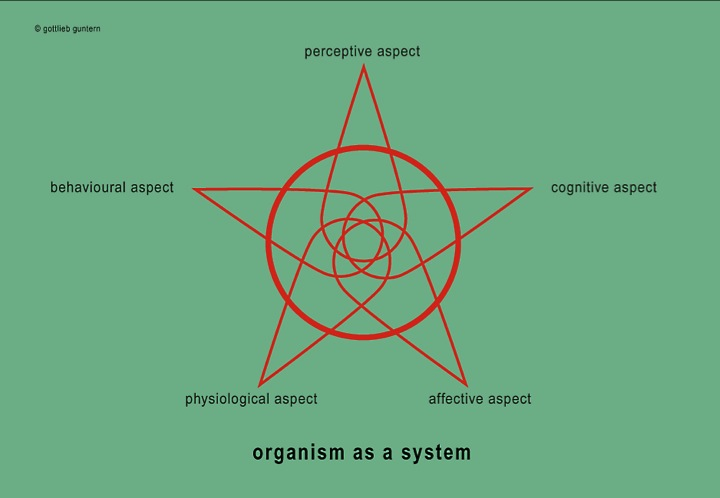 © gottlieb guntern
perceptive aspect
behavioural aspect
cognitive aspect
physiological aspect
affective aspect
organism as a system